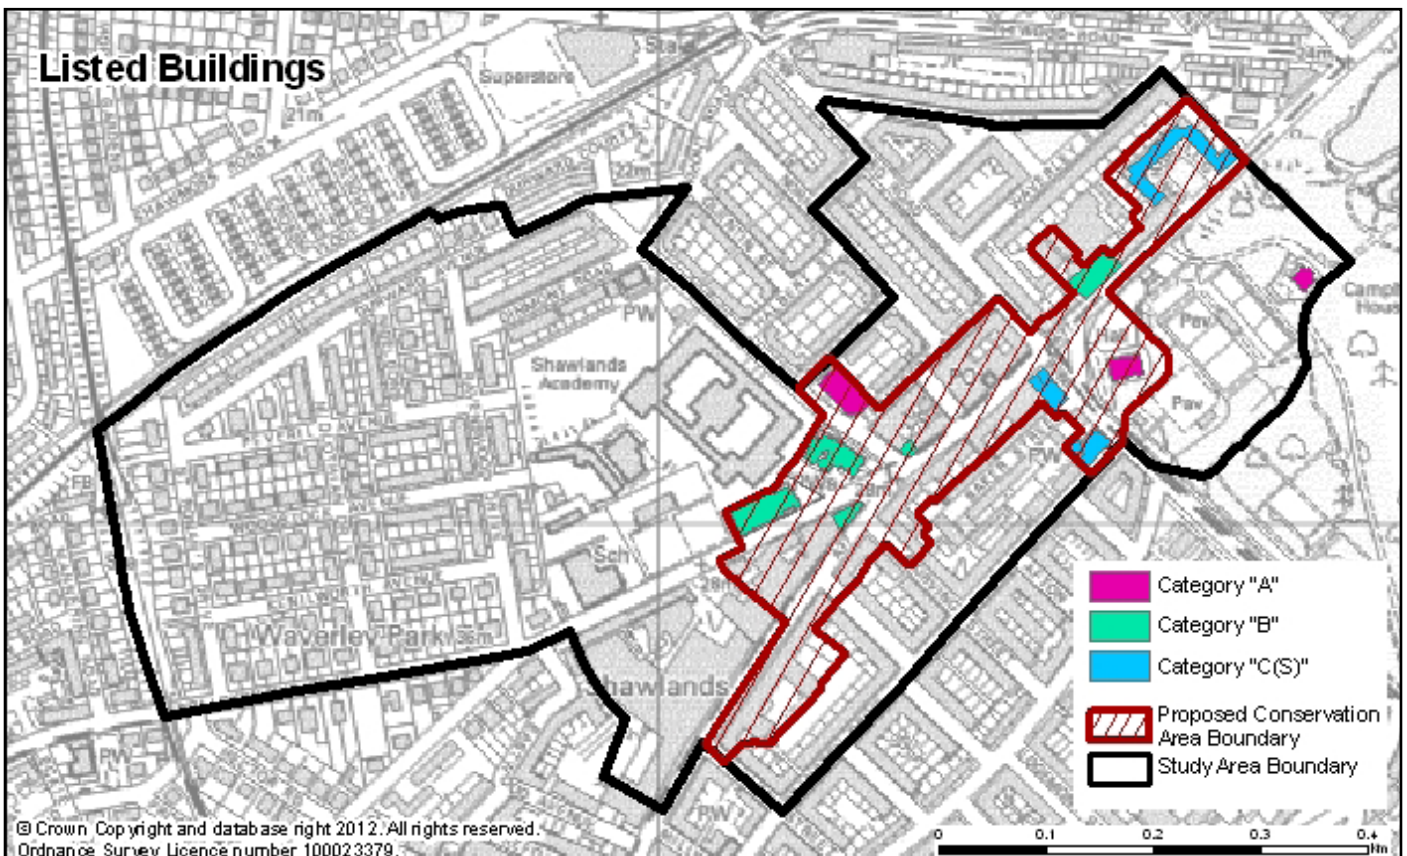 Listed Buildings
Superstore
21m
Shawlands
Academy
PW
Pav
Pav
PW
FB
Sch
Waverley Park
Shawlands
PW
PW
Category "A"
Category "B"
Category "C(S)"
Proposed Conservation
Area Boundary
Study Area Boundary
© Crown Copyright and database right 2012. All rights reserved.
Ordnance Survey Licence number 100023379.
0 0.1 0.2 0.3 0.4